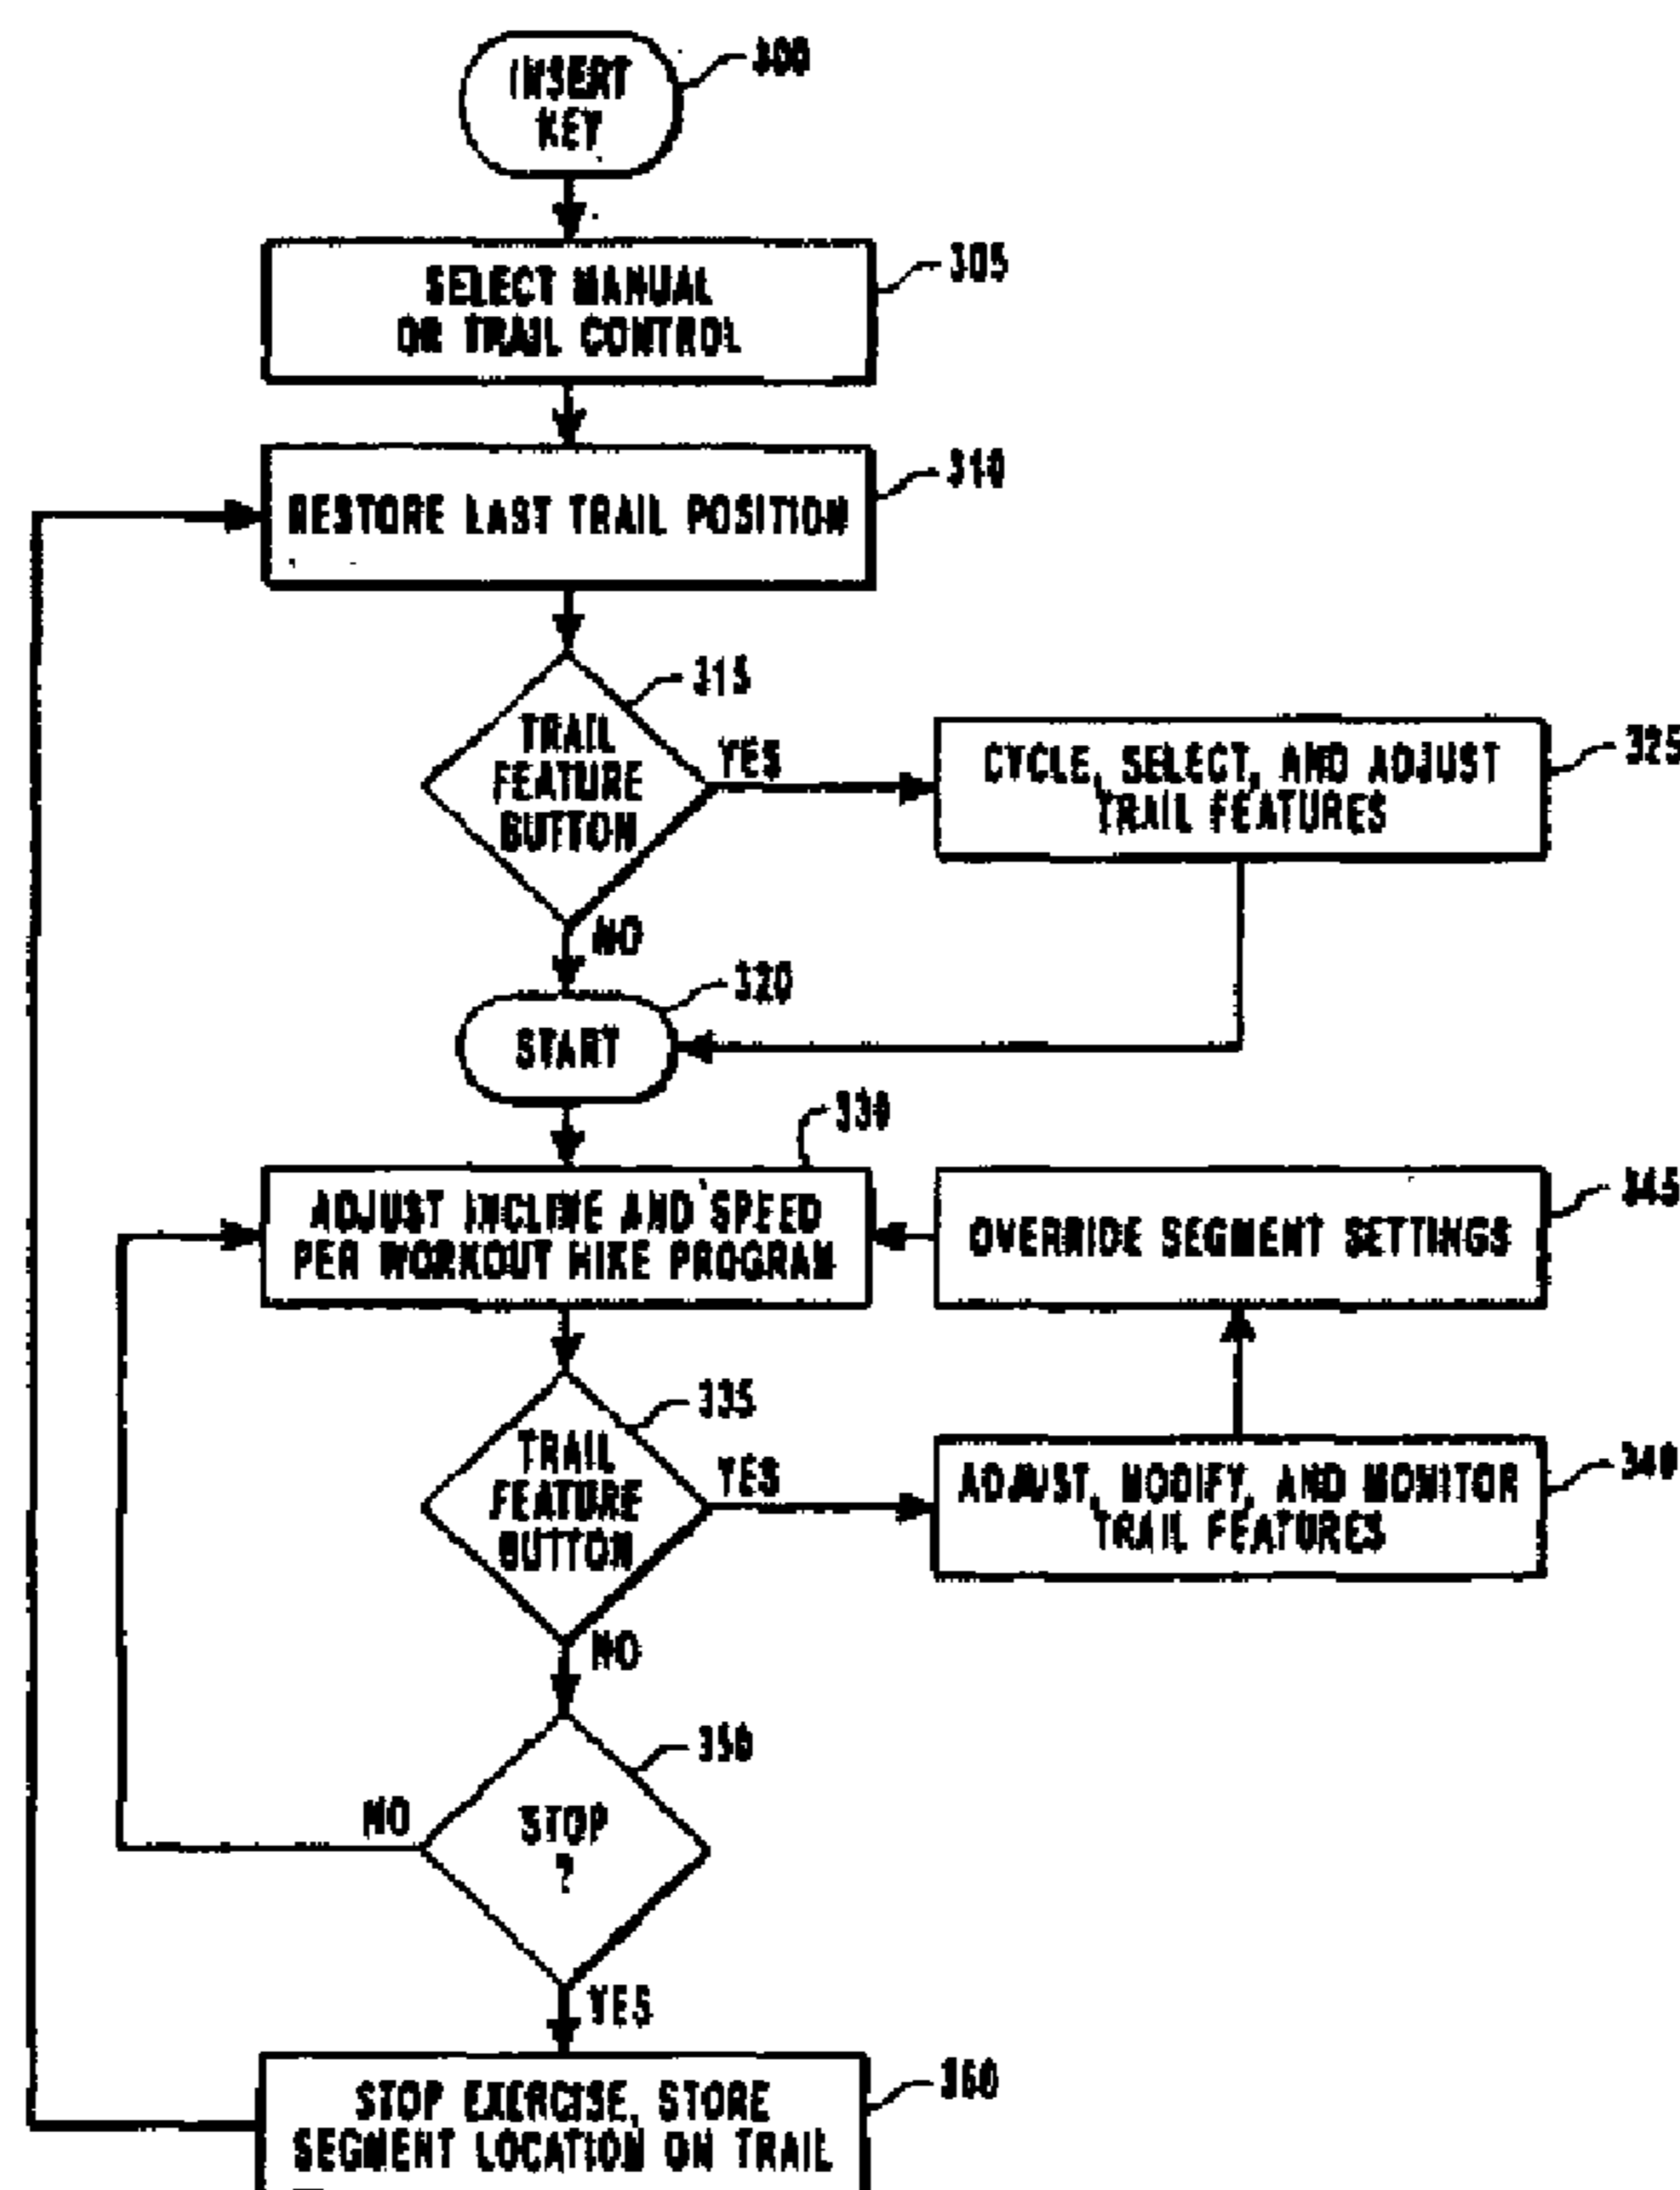 INSERT
KEY
300
SELECT MANUAL
OR TRAIL CONTROL
305
RESTORE LAST TRAIL POSITION
310
TRAIL
FEATURE
BUTTON
315
YES
CYCLE, SELECT, AND ADJUST
TRAIL FEATURES
325
NO
START
320
ADJUST INCLINE AND SPEED
PER WORKOUT HIKE PROGRAM
330
OVERRIDE SEGMENT SETTINGS
345
TRAIL
FEATURE
BUTTON
335
YES
ADJUST, MODIFY, AND MONITOR
TRAIL FEATURES
340
NO
STOP
?
350
NO
YES
STOP EXERCISE, STORE
SEGMENT LOCATION ON TRAIL
360